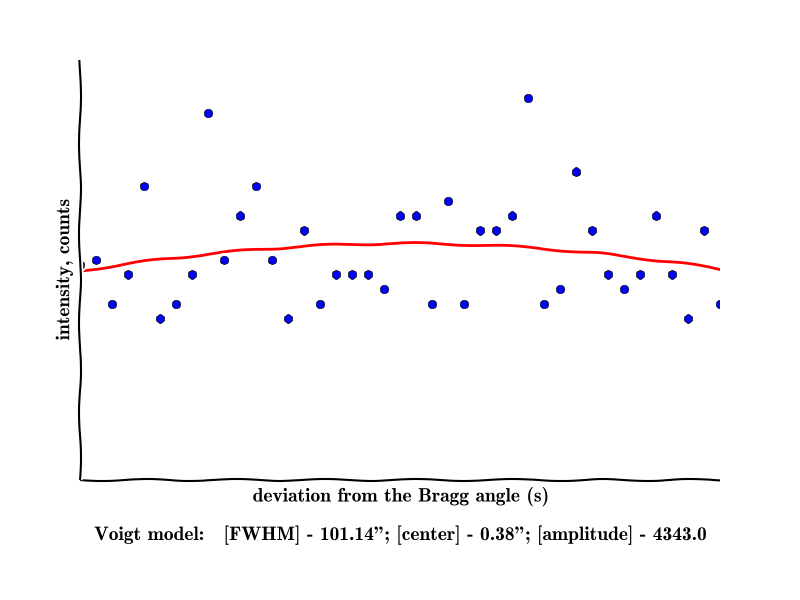 intensity, counts
deviation from the Bragg angle (s)
Voigt model: [FWHM] - 101.14”; [center] - 0.38”; [amplitude] - 4343.0